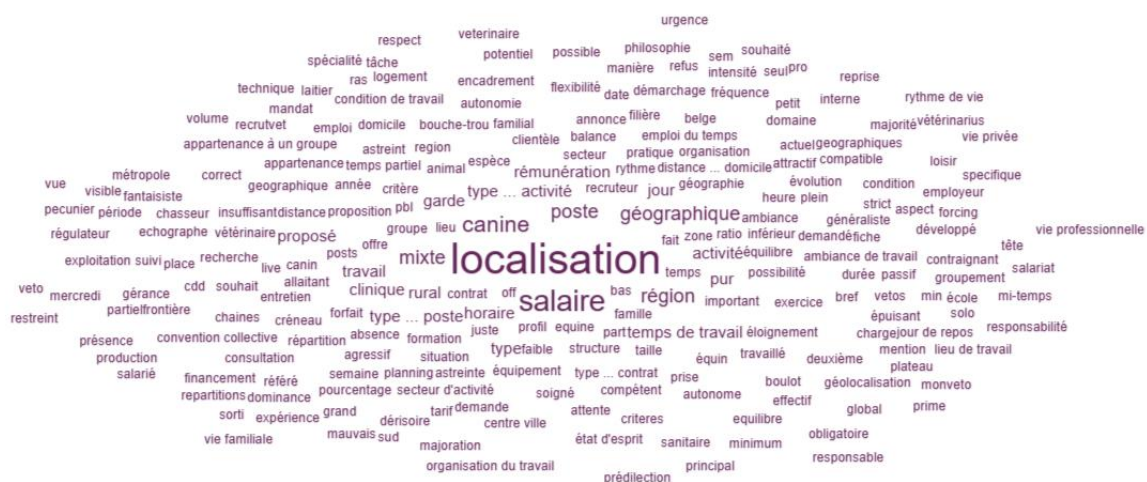 urgence
respect veterinaire
spécialité tâche potentiel possible philosophie sem souhaité
manière refus intensité seul pro
technique laitier ras logement encadrement flexibilité date démarchage fréquence reprise
mandat condition de travail autonomie petit interne rythme de vie
volume recrutvet emploi domicile bouche-trou familial annonce filière belge domaine majorité vétérinarius
appartenance à un groupe astreint region clientèle balance emploi du temps actuel geographiques vie privée
métropole correct appartenance temps partiel animal espèce secteur pratique organisation attractif compatible loisir
vue visible fantaisiste geographique année critère rémunération rythme distance ... domicile évolution condition specifique
pecunier période chasseur insuffisant distance proposition pbl garde type ... activité recruteur jour géographie heure plein strict aspect forcing employeur
régulateur echographe vétérinaire proposé groupe lieu canine poste géographique ambiance généraliste développé vie professionnelle
exploitation suivi place recherche live canin posts offre mixte localisation fait zone ratio inférieur demandé fiche activité équilibre ambiance de travail contraignant tête
veto mercredi gérance cdd souhait allaitant entretien travail clinique rural contrat off salaire bas région temps pur possibilité durée passif groupement salariat
restreint partiel frontière chaines créneau forfait type ... poste horaire famille important exercice bref vetos min école mi-temps
présence convention collective répartition absence formation juste profil equine part temps de travail éloignement charge jour de repos responsabilité épuisant solo
production consultation agressif situation type faible structure taille équin travaillé deuxième mention lieu de travail
salarié financement référé semaine planning astreinte équipement type ... contrat prise boulot géolocalisation monveto plateau
repartitions dominance pourcentage secteur d'activité soigné compétent autonome effectif global prime
sorti expérience grand dérisoire tarif demande attente criteres equilibre
vie familiale mauvais sud centre ville état d'esprit sanitaire minimum obligatoire
majoration organisation du travail principal responsable
prédilection